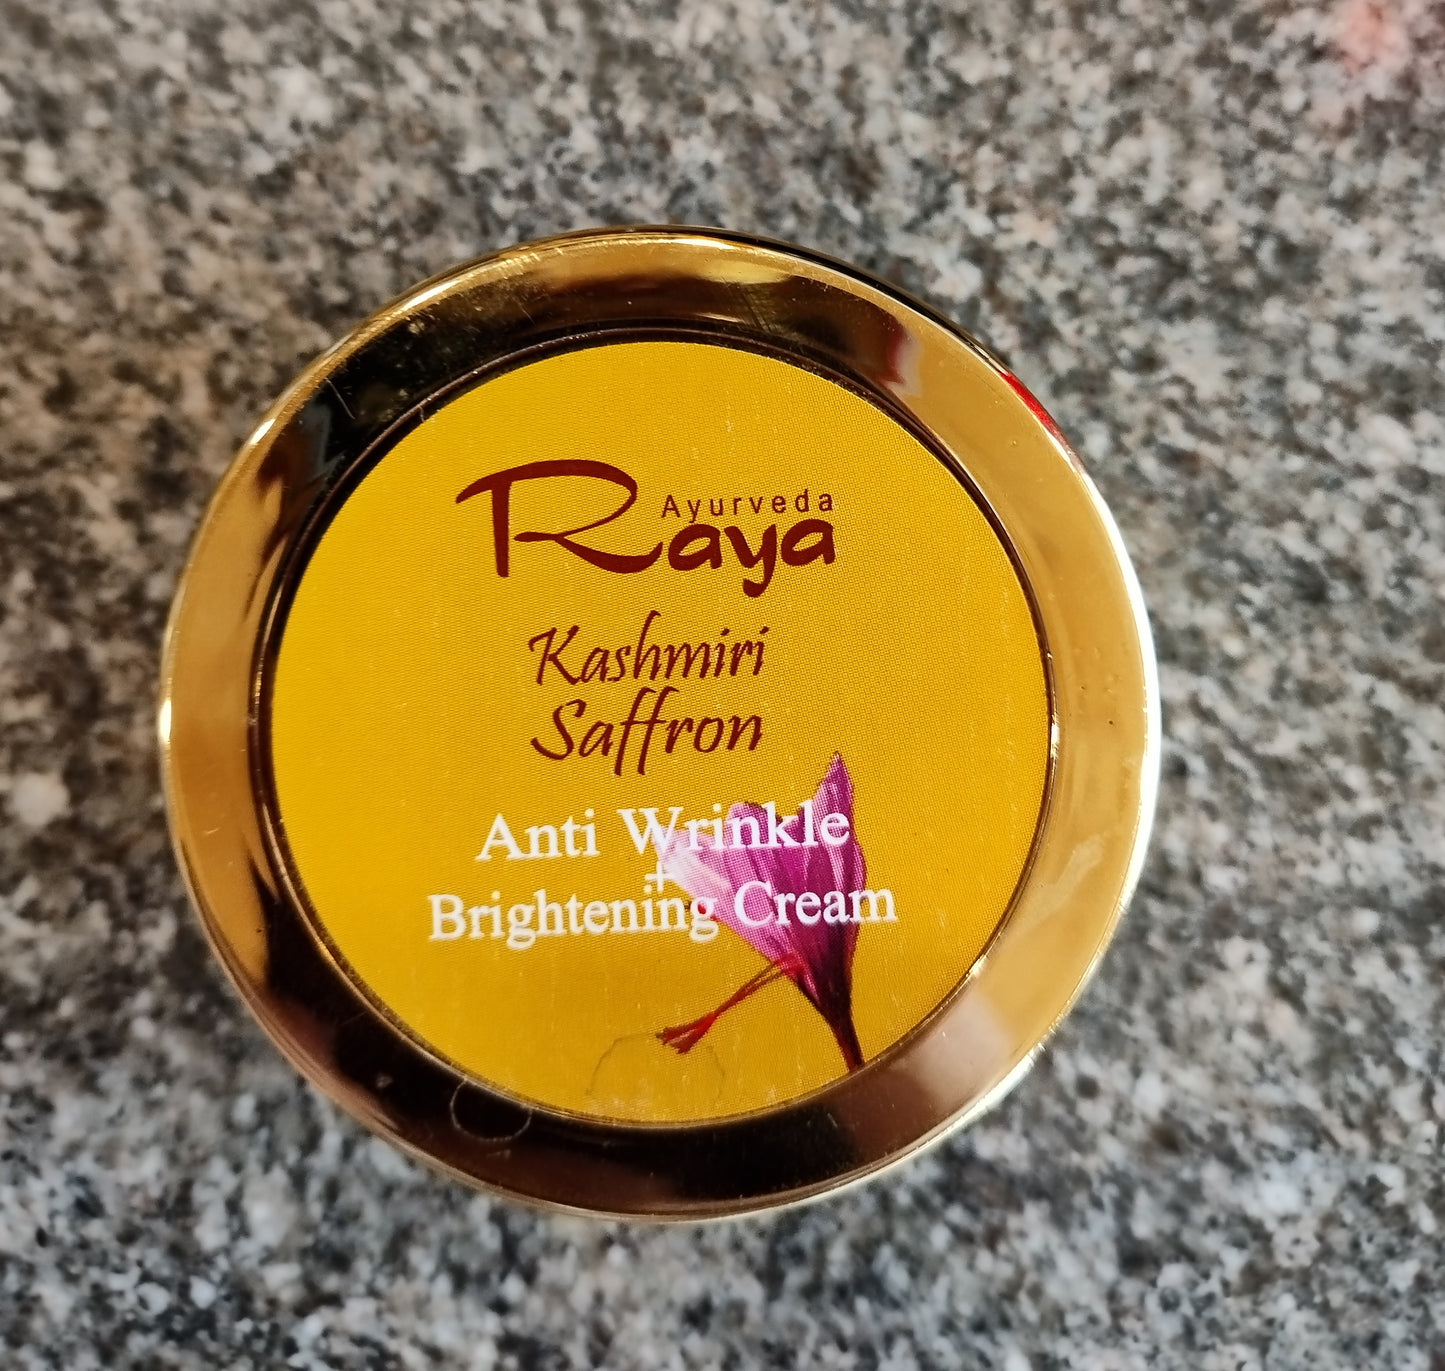 Ayurveda
Raya
Kashmiri
Saffron
Anti Wrinkle
+
Brightening Cream